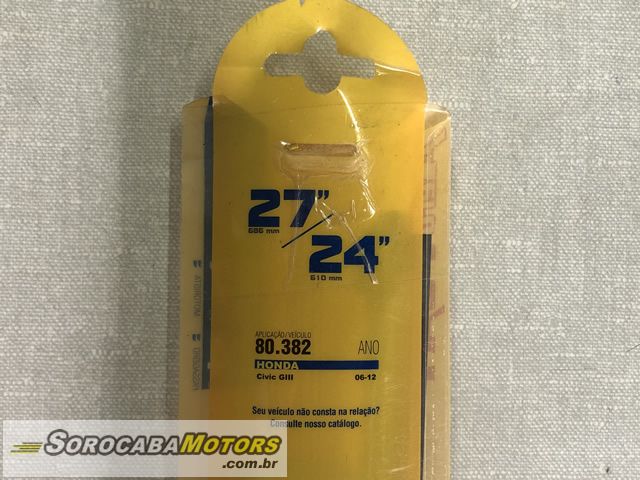 27”
686 mm
24”
610 mm
APLICAÇÃO/VEÍCULO
80.382 ANO
HONDA
Civic GIII 06-12
Seu veículo não consta na relação?
Consulte nosso catálogo.
SOROCABAMOTORS
.com.br